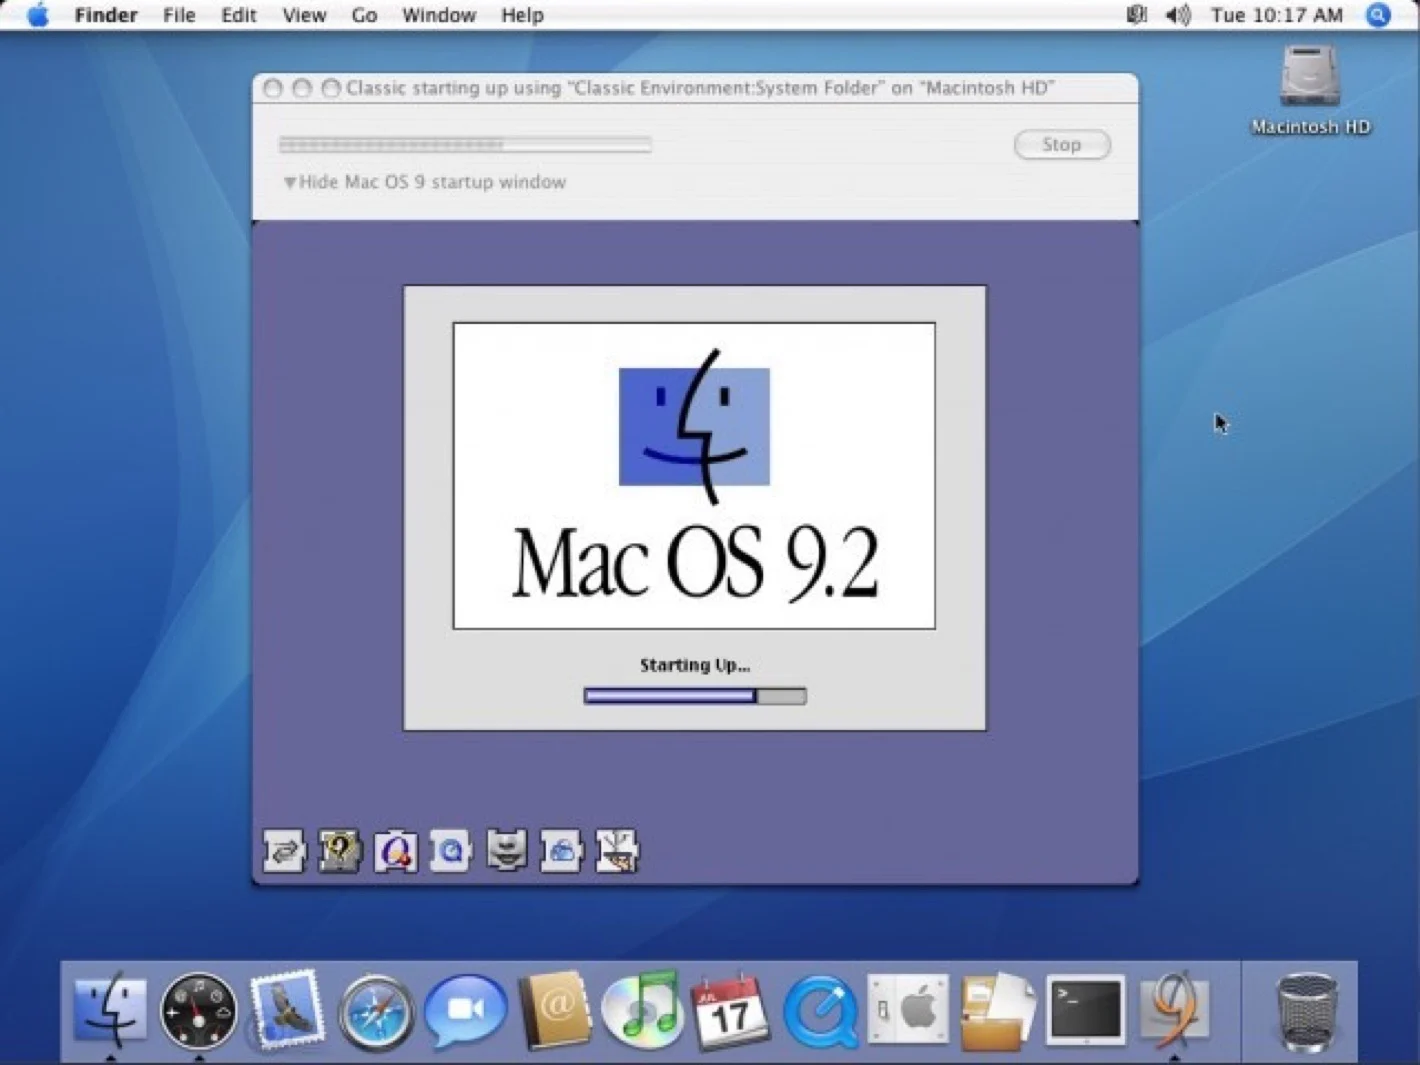 Finder File Edit View Go Window Help Tue 10:17 AM
Classic starting up using “Classic Environment:System Folder” on “Macintosh HD”
Stop
Hide Mac OS 9 startup window
Macintosh HD
Mac OS 9.2
Starting Up...
@
JUL
17
>_
9